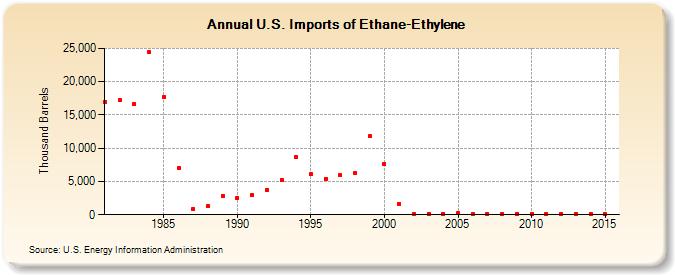 Annual U.S. Imports of Ethane-Ethylene
Thousand Barrels
25,000
20,000
15,000
10,000
5,000
0
1985 1990 1995 2000 2005 2010 2015
Source: U.S. Energy Information Administration